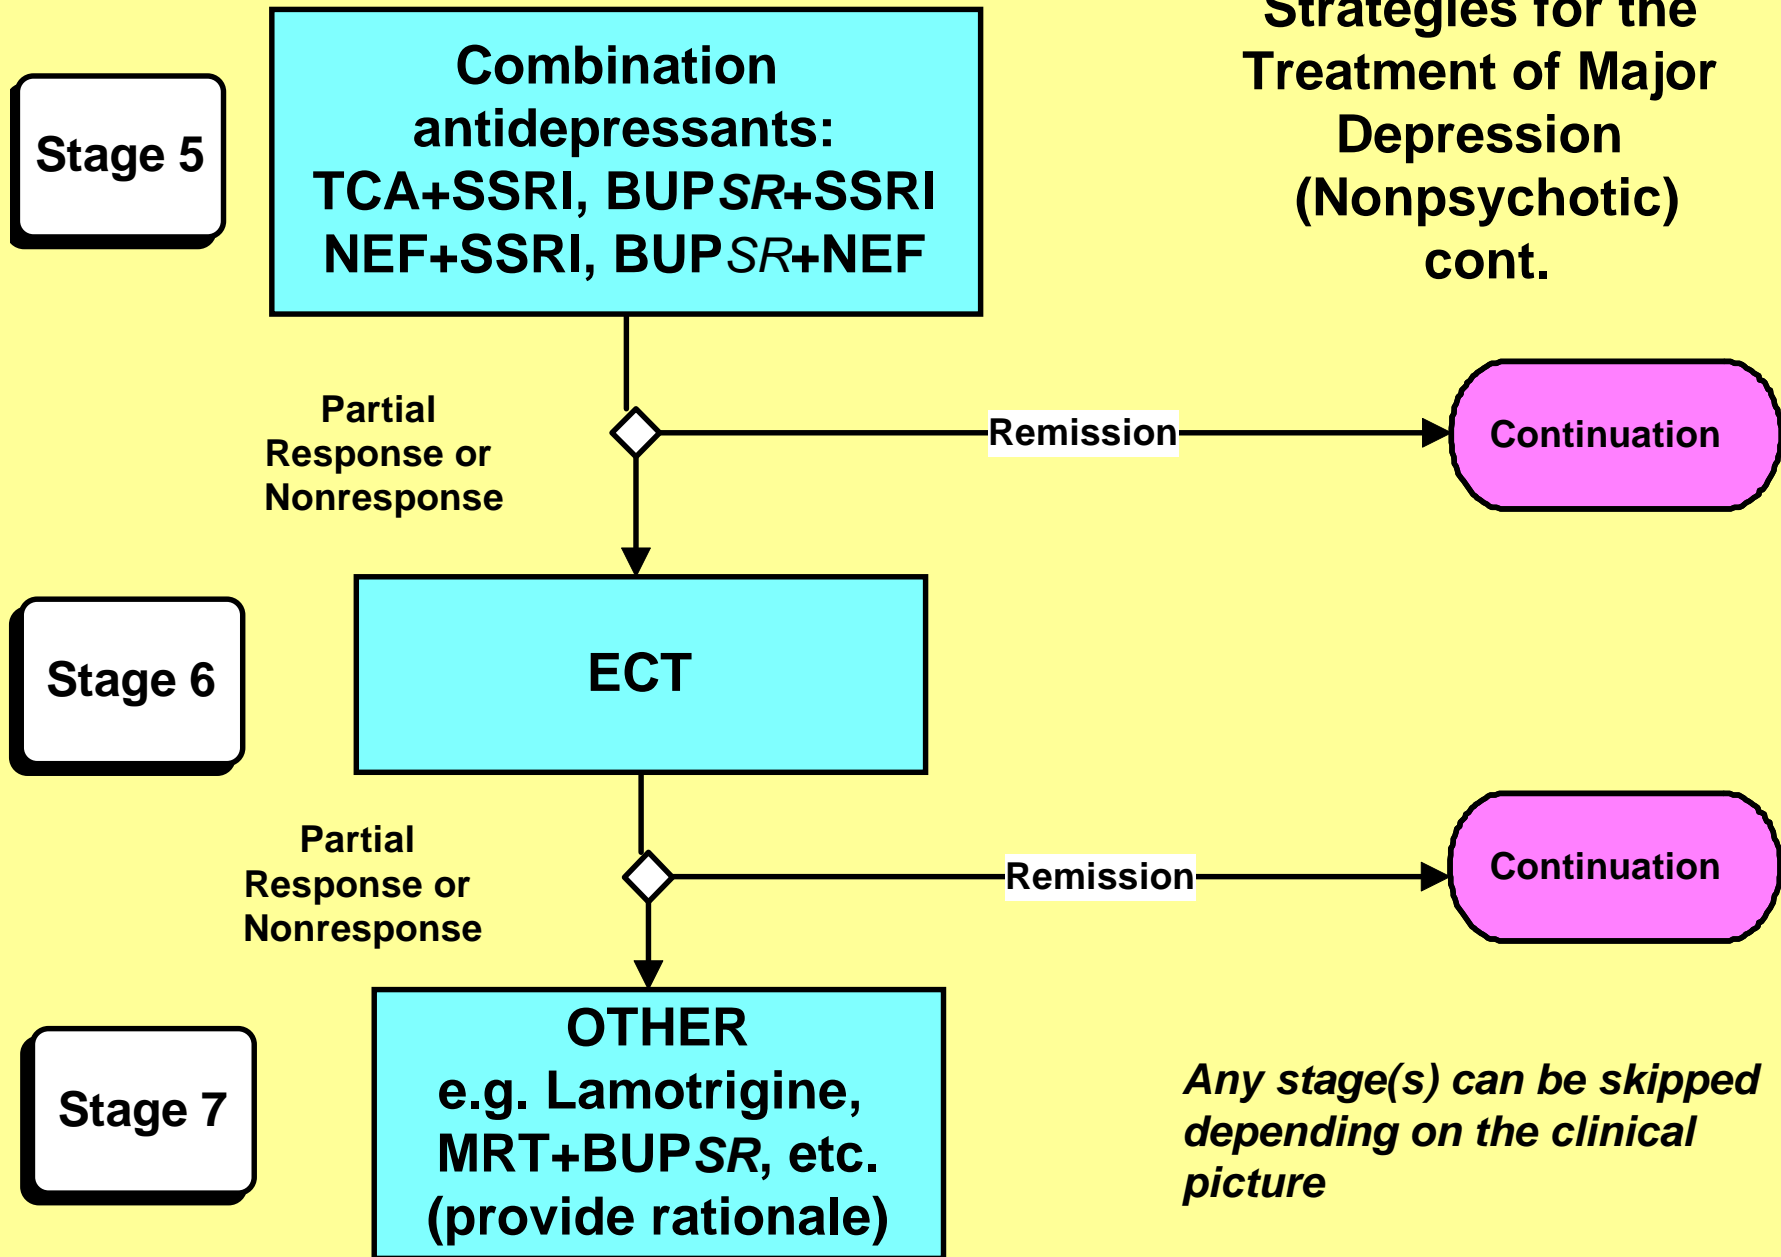 Strategies for the
Treatment of Major
Depression
(Nonpsychotic)
cont.
Stage 5
Combination
antidepressants:
TCA+SSRI, BUPSR+SSRI
NEF+SSRI, BUPSR+NEF
Partial
Response or
Nonresponse
Remission
Continuation
Stage 6
ECT
Partial
Response or
Nonresponse
Remission
Continuation
Stage 7
OTHER
e.g. Lamotrigine,
MRT+BUPSR, etc.
(provide rationale)
Any stage(s) can be skipped
depending on the clinical
picture